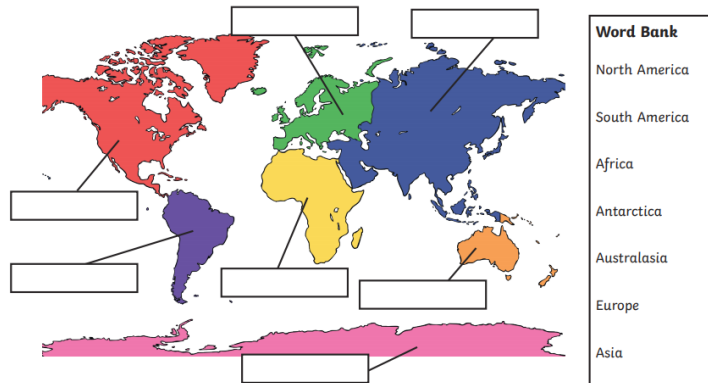 Word Bank
North America
South America
Africa
Antarctica
Australasia
Europe
Asia